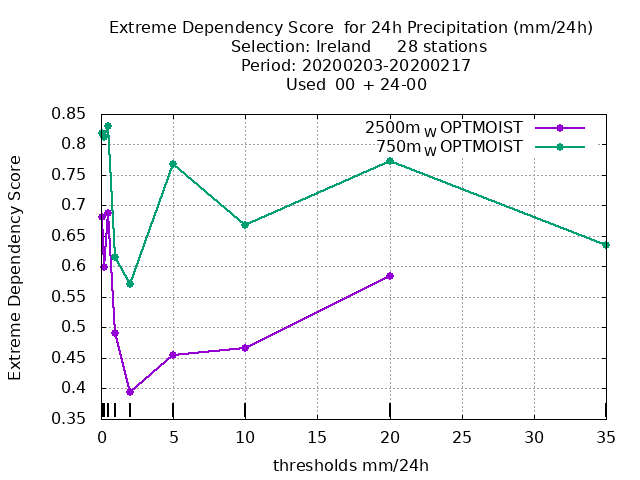 Extreme Dependency Score  for 24h Precipitation (mm/24h)
Selection: Ireland     28 stations
Period: 20200203-20200217
Used  00  + 24-00
2500m W OPTMOIST
750m W OPTMOIST
Extreme Dependency Score
0.85
0.8
0.75
0.7
0.65
0.6
0.55
0.5
0.45
0.4
0.35
0 5 10 15 20 25 30 35
thresholds mm/24h